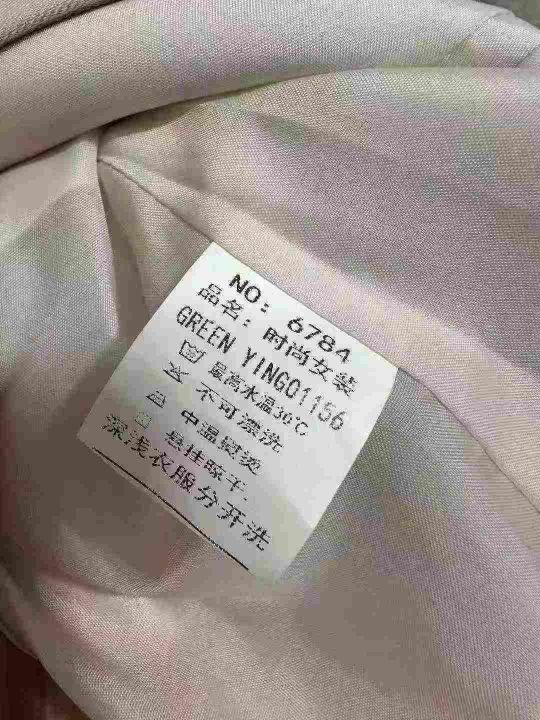 NO: 6784
品名: 时尚女装
GREEN YING01156
最高水温30℃
不可漂洗
中温熨烫
悬挂晾干
深浅衣服分开洗